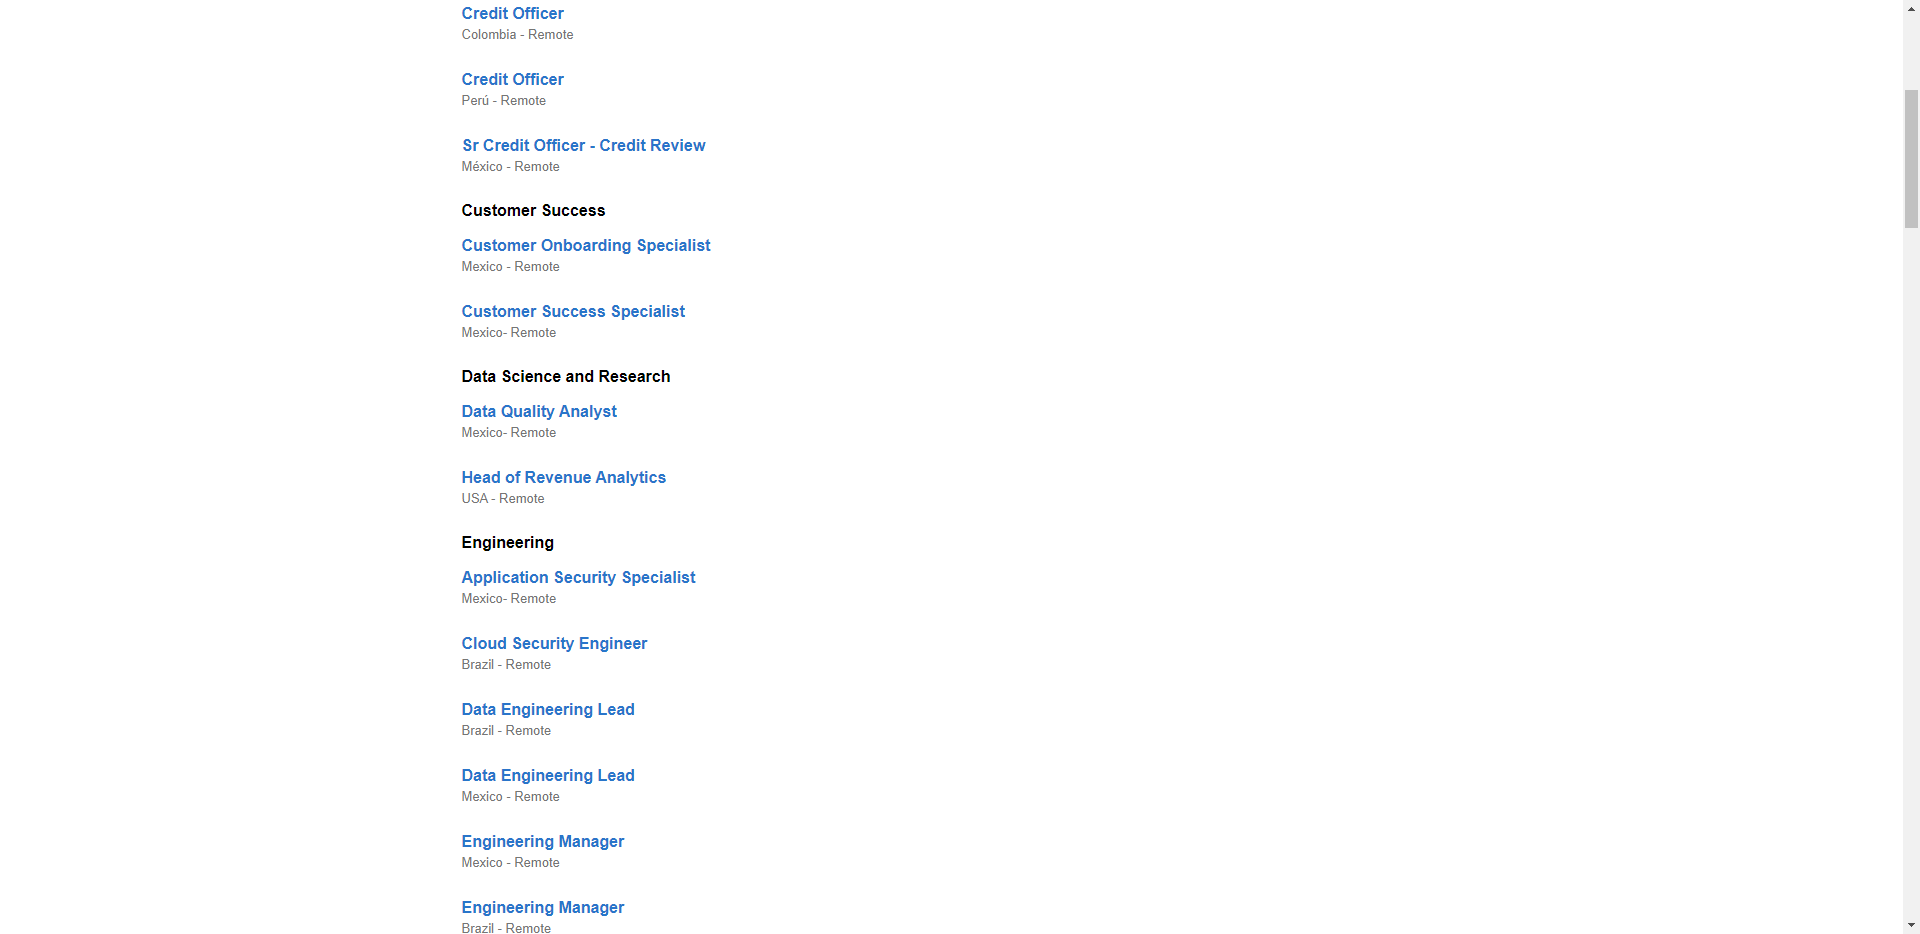 Credit Officer
Colombia - Remote
Credit Officer
Perú - Remote
Sr Credit Officer - Credit Review
México - Remote
Customer Success
Customer Onboarding Specialist
Mexico - Remote
Customer Success Specialist
Mexico- Remote
Data Science and Research
Data Quality Analyst
Mexico- Remote
Head of Revenue Analytics
USA - Remote
Engineering
Application Security Specialist
Mexico- Remote
Cloud Security Engineer
Brazil - Remote
Data Engineering Lead
Brazil - Remote
Data Engineering Lead
Mexico - Remote
Engineering Manager
Mexico - Remote
Engineering Manager
Brazil - Remote